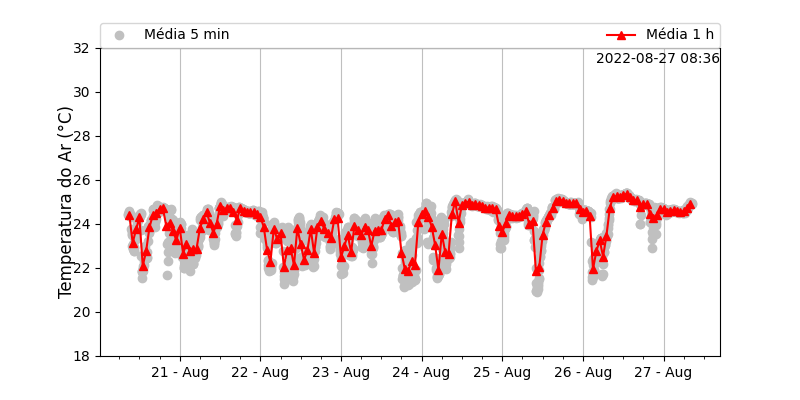 Média 5 min
Média 1 h
2022-08-27 08:36
Temperatura do Ar (°C)
32
30
28
26
24
22
20
18
21 - Aug
22 - Aug
23 - Aug
24 - Aug
25 - Aug
26 - Aug
27 - Aug